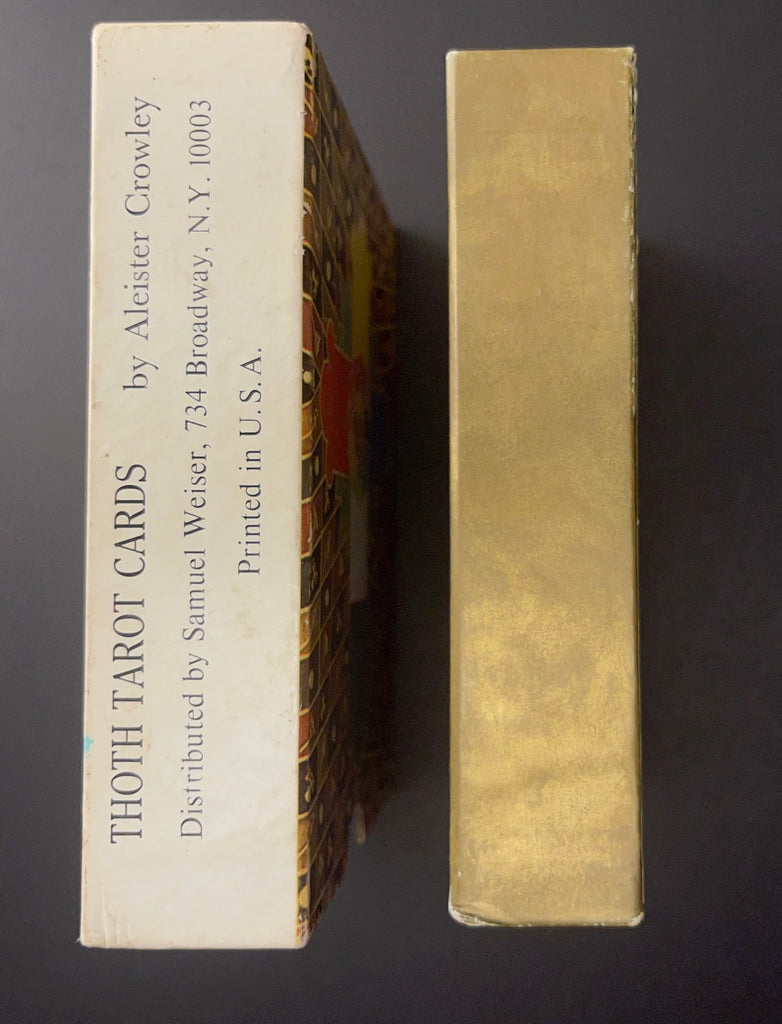 THOTH TAROT CARDS by Aleister Crowley
Distributed by Samuel Weiser, 734 Broadway, N.Y. 10003
Printed in U.S.A.